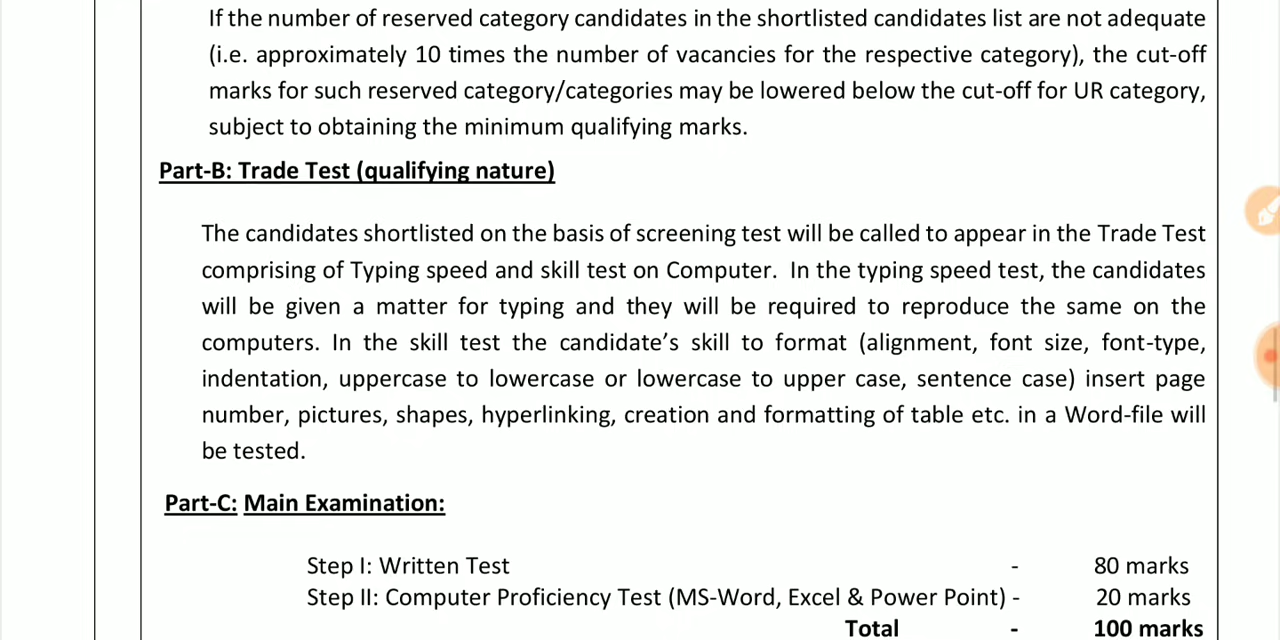 If the number of reserved category candidates in the shortlisted candidates list are not adequate
(i.e. approximately 10 times the number of vacancies for the respective category), the cut-off
marks for such reserved category/categories may be lowered below the cut-off for UR category,
subject to obtaining the minimum qualifying marks.
Part-B: Trade Test (qualifying nature)
The candidates shortlisted on the basis of screening test will be called to appear in the Trade Test
comprising of Typing speed and skill test on Computer. In the typing speed test, the candidates
will be given a matter for typing and they will be required to reproduce the same on the
computers. In the skill test the candidate's skill to format (alignment, font size, font-type,
indentation, uppercase to lowercase or lowercase to upper case, sentence case) insert page
number, pictures, shapes, hyperlinking, creation and formatting of table etc. in a Word-file will
be tested.
Part-C: Main Examination:
Step I: Written Test - 80 marks
Step II: Computer Proficiency Test (MS-Word, Excel & Power Point) - 20 marks
Total - 100 marks